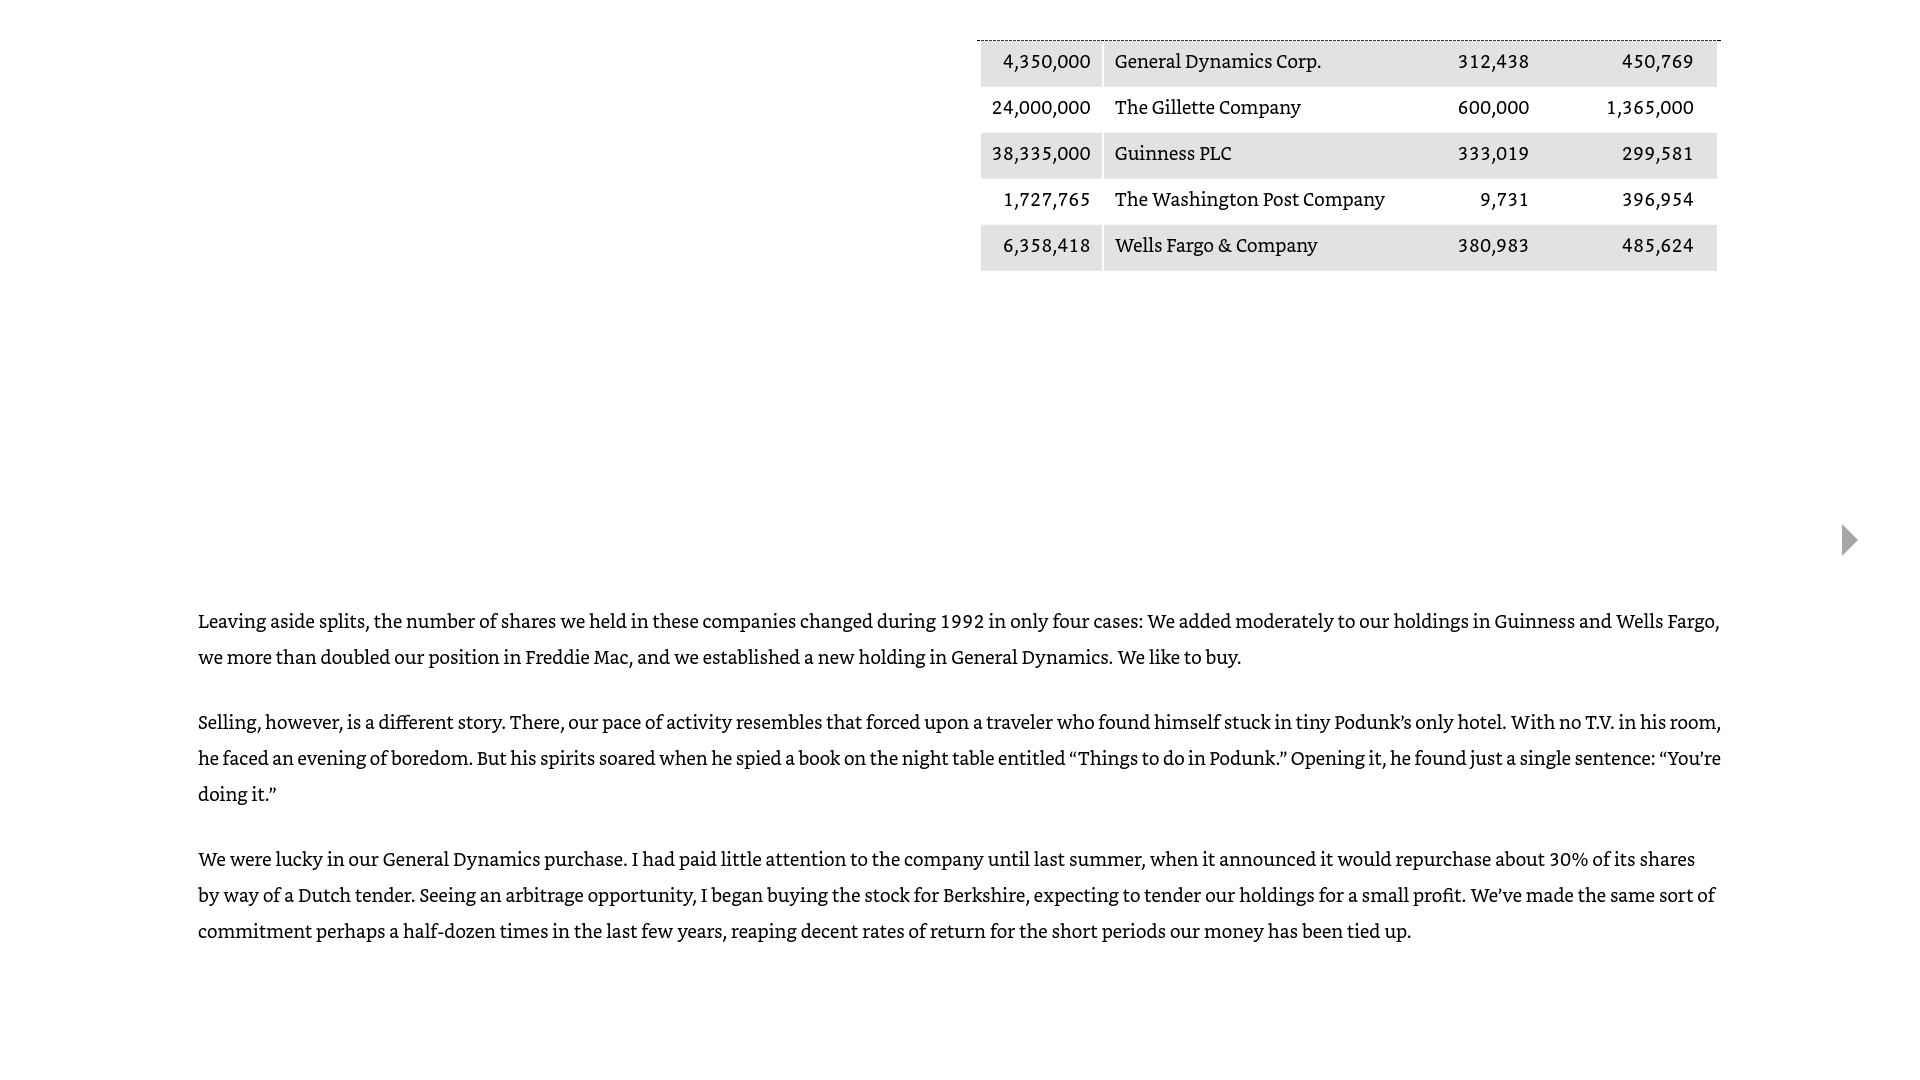 4,350,000 General Dynamics Corp. 312,438 450,769
24,000,000 The Gillette Company 600,000 1,365,000
38,335,000 Guinness PLC 333,019 299,581
1,727,765 The Washington Post Company 9,731 396,954
6,358,418 Wells Fargo & Company 380,983 485,624
Leaving aside splits, the number of shares we held in these companies changed during 1992 in only four cases: We added moderately to our holdings in Guinness and Wells Fargo,
we more than doubled our position in Freddie Mac, and we established a new holding in General Dynamics. We like to buy.
Selling, however, is a different story. There, our pace of activity resembles that forced upon a traveler who found himself stuck in tiny Podunk’s only hotel. With no T.V. in his room,
he faced an evening of boredom. But his spirits soared when he spied a book on the night table entitled “Things to do in Podunk.” Opening it, he found just a single sentence: “You’re
doing it.”
We were lucky in our General Dynamics purchase. I had paid little attention to the company until last summer, when it announced it would repurchase about 30% of its shares
by way of a Dutch tender. Seeing an arbitrage opportunity, I began buying the stock for Berkshire, expecting to tender our holdings for a small profit. We’ve made the same sort of
commitment perhaps a half-dozen times in the last few years, reaping decent rates of return for the short periods our money has been tied up.